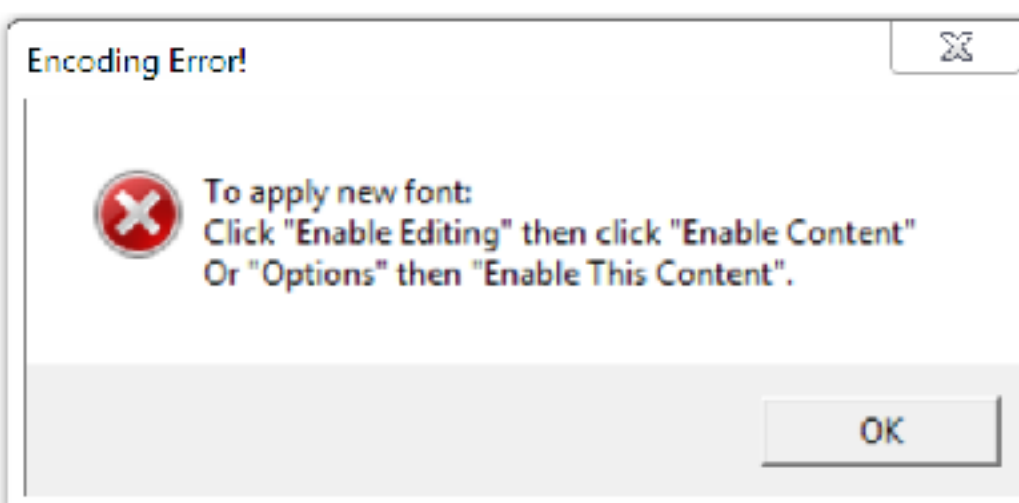 Encoding Error!
To apply new font:
Click "Enable Editing" then click "Enable Content"
Or "Options" then "Enable This Content".
OK